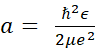 a = ħ²ϵ / 2μe²